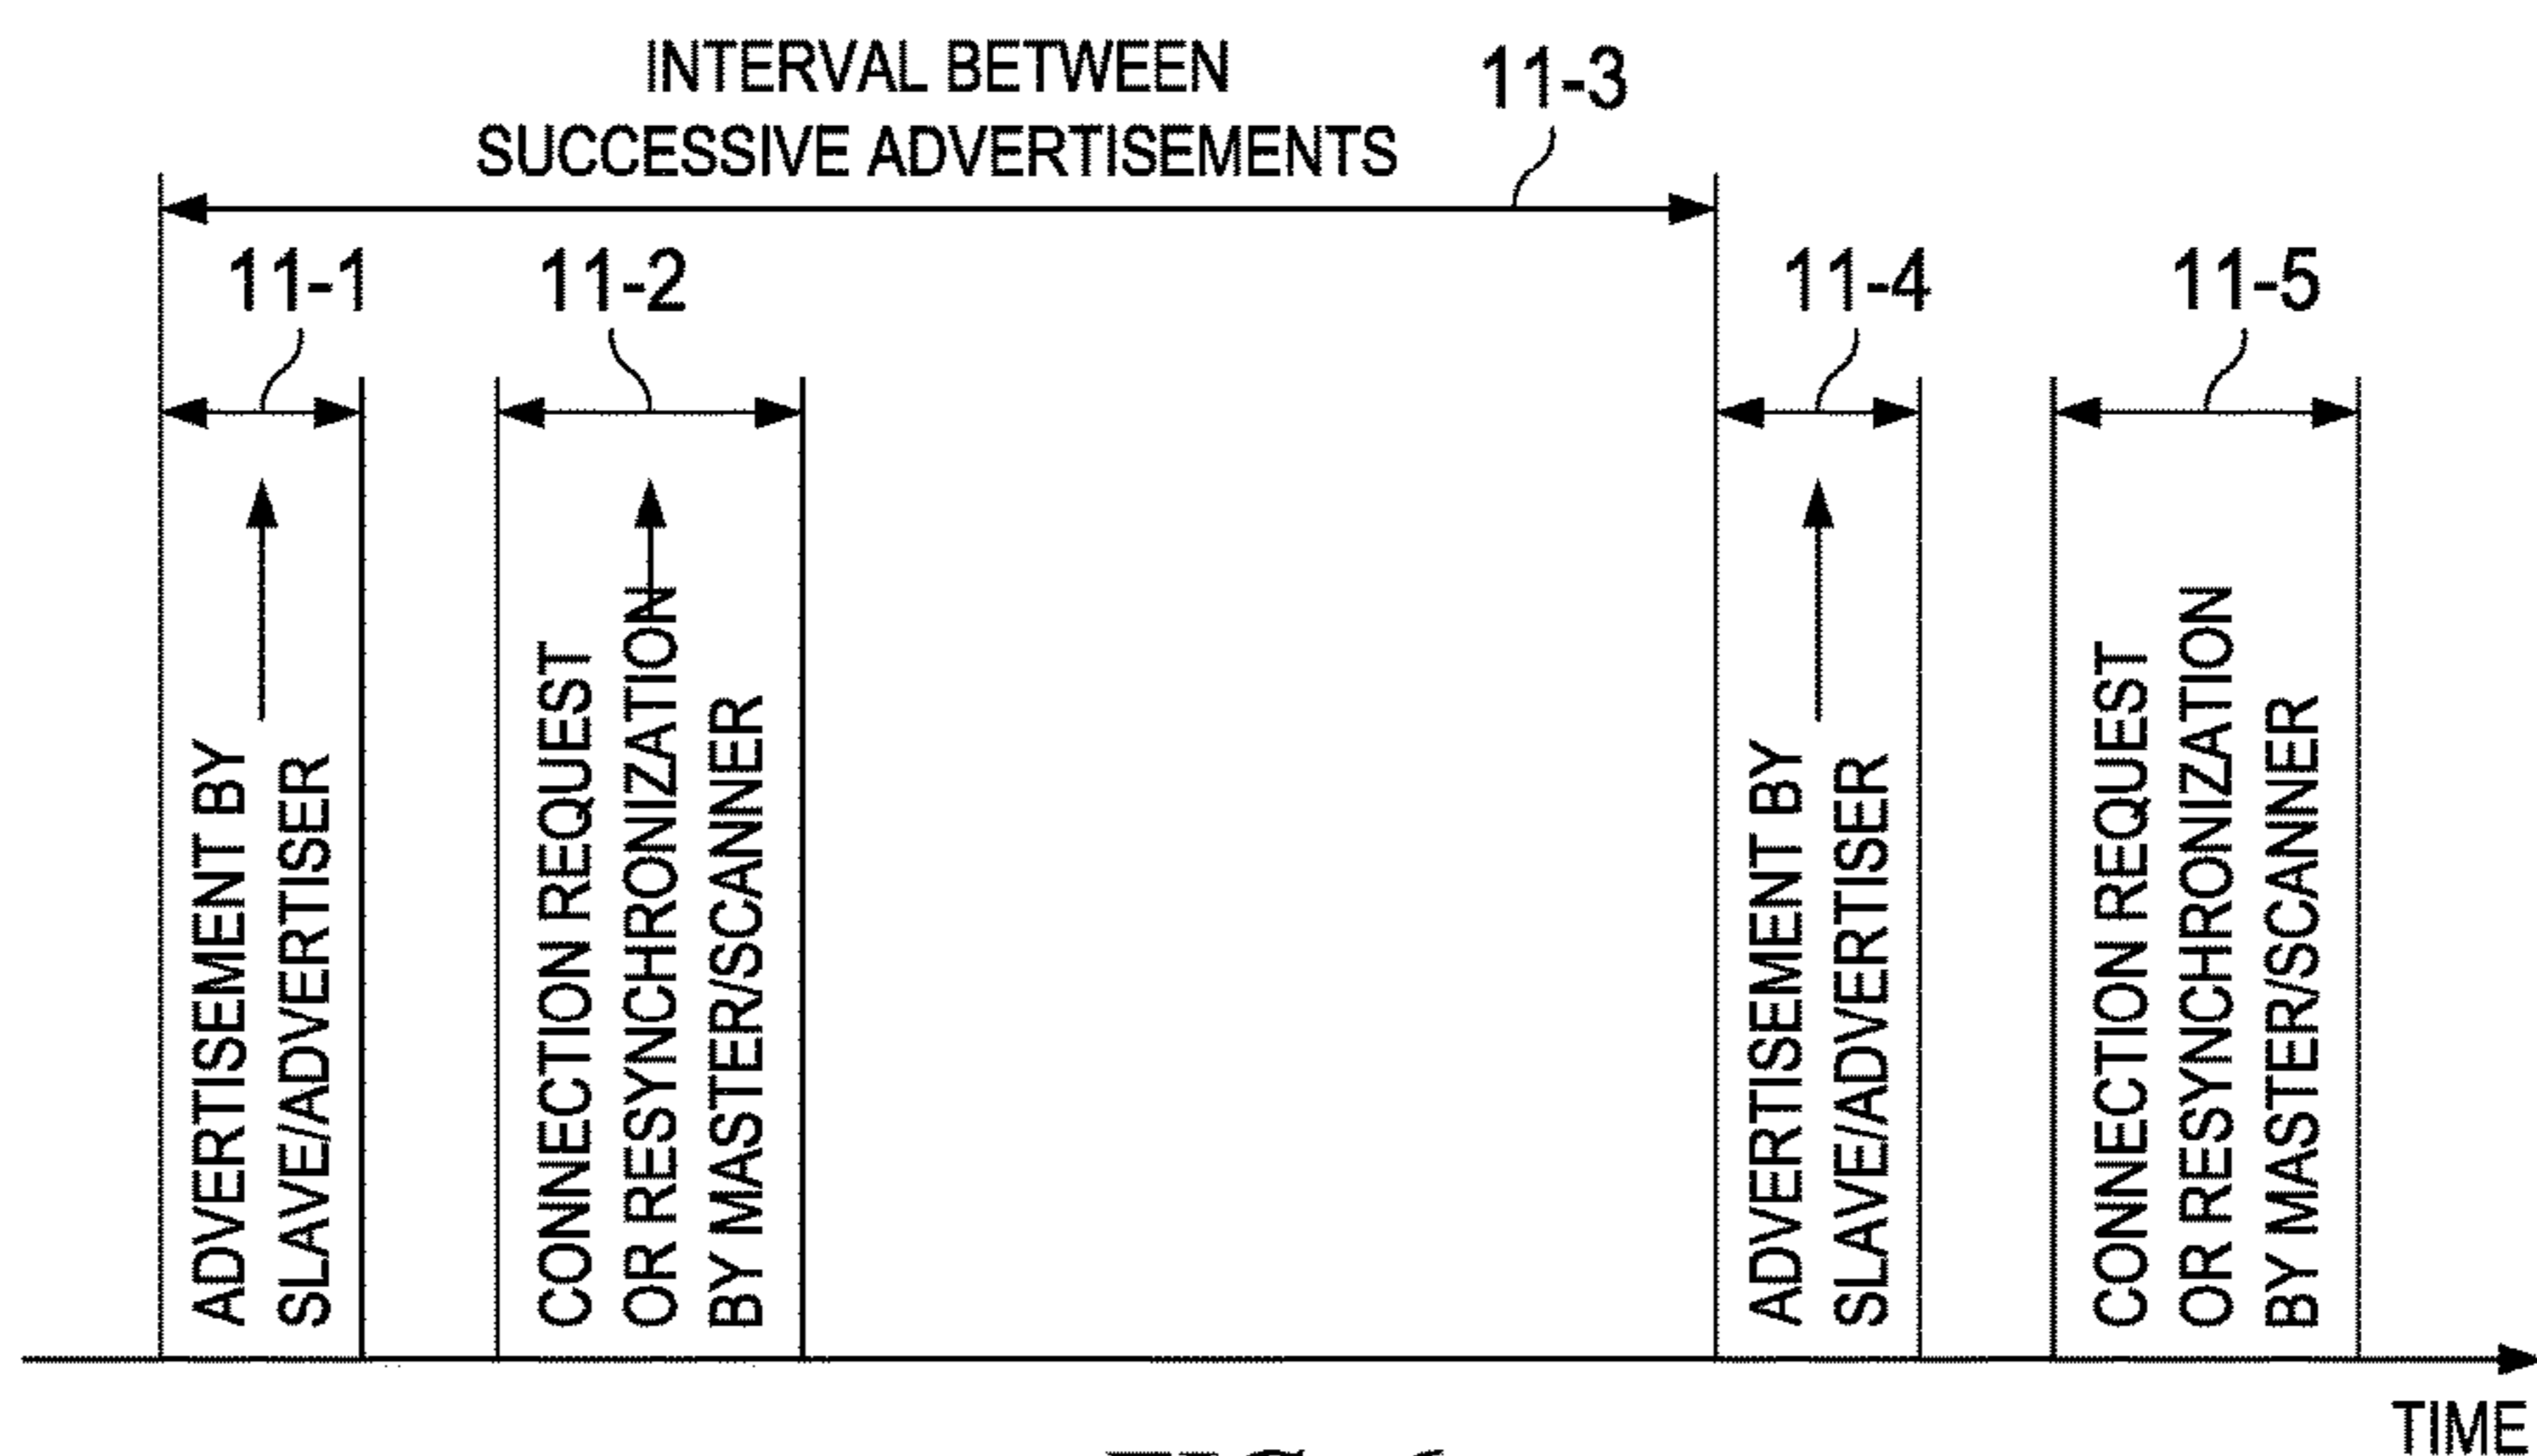 INTERVAL BETWEEN
SUCCESSIVE ADVERTISEMENTS
11-3
11-1
11-2
11-4
11-5
ADVERTISEMENT BY
SLAVE/ADVERTISER
CONNECTION REQUEST
OR RESYNCHRONIZATION
BY MASTER/SCANNER
ADVERTISEMENT BY
SLAVE/ADVERTISER
CONNECTION REQUEST
OR RESYNCHRONIZATION
BY MASTER/SCANNER
TIME